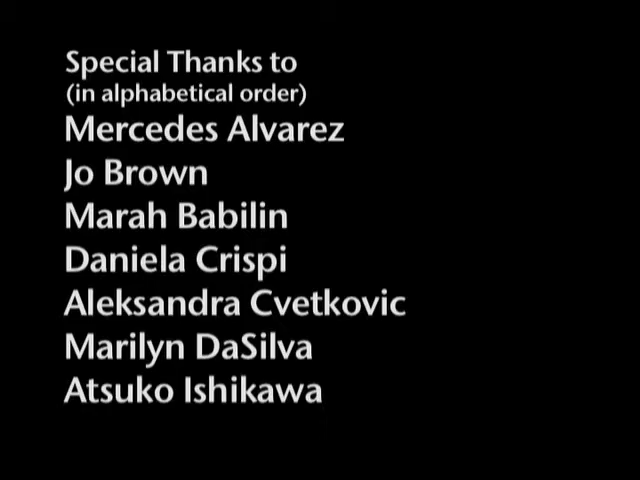 Special Thanks to
(in alphabetical order)
Mercedes Alvarez
Jo Brown
Marah Babilin
Daniela Crispi
Aleksandra Cvetkovic
Marilyn DaSilva
Atsuko Ishikawa